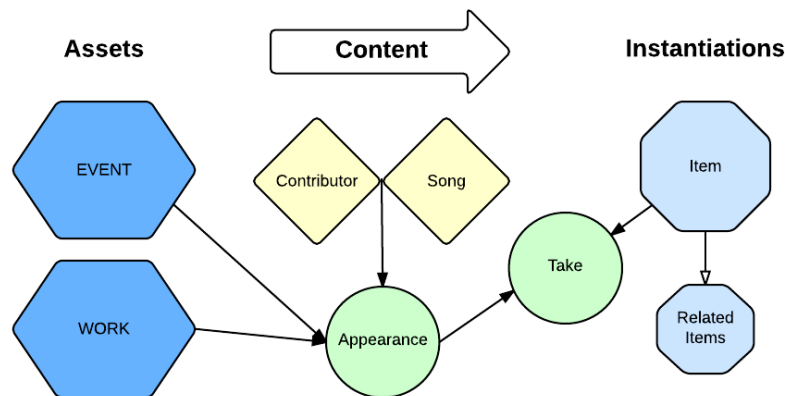 Assets
Content
Instantiations
EVENT
Contributor
Song
Item
Take
WORK
Appearance
Related
Items